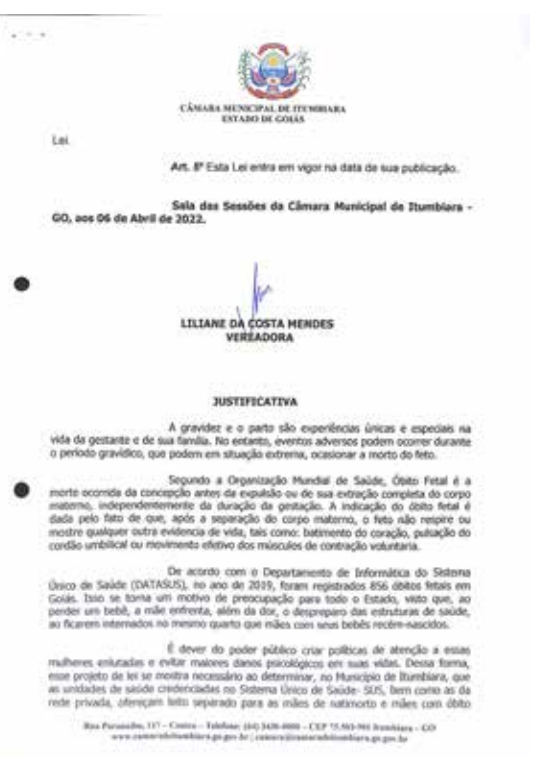 CÂMARA MUNICIPAL DE ITUMBIARA
ESTADO DE GOIÁS
Lei.
Art. 8º Esta Lei entra em vigor na data de sua publicação.
Sala das Sessões da Câmara Municipal de Itumbiara -
GO, aos 06 de Abril de 2022.
LILIANE DA COSTA MENDES
VEREADORA
JUSTIFICATIVA
A gravidez e o parto são experiências únicas e especiais na
vida da gestante e de sua família. No entanto, eventos adversos podem ocorrer durante
o período gravídico, que podem em situação extrema, ocasionar a morto do feto.
Segundo a Organização Mundial de Saúde, Óbito Fetal é a
morte ocorrida da concepção antes da expulsão ou de sua extração completa do corpo
materno, independentemente da duração da gestação. A indicação do óbito fetal é
dada pelo fato de que, após a separação do corpo materno, o feto não respire ou
mostre qualquer outra evidencia de vida, tais como: batimento do coração, pulsação do
cordão umbilical ou movimento efetivo dos músculos de contração voluntaria.
De acordo com o Departamento de Informática do Sistema
Único de Saúde (DATASUS), no ano de 2019, foram registrados 856 óbitos fetais em
Goiás. Isso se torna um motivo de preocupação para todo o Estado, visto que, ao
perder um bebê, a mãe enfrenta, além da dor, o despreparo das estruturas de saúde,
ao ficarem internados no mesmo quarto que mães com seus bebês recém-nascidos.
É dever do poder público criar políticas de atenção a essas
mulheres enlutadas e evitar maiores danos psicológicos em suas vidas. Dessa forma,
esse projeto de lei se mostra necessário ao determinar, no Município de Itumbiara, que
as unidades de saúde credenciadas no Sistema Único de Saúde- SUS, bem como as da
rede privada, ofereçam leito separado para as mães de natimorto e mães com óbito
Rua Paranaíba, 117 – Centro – Telefone: (64) – CEP – GO